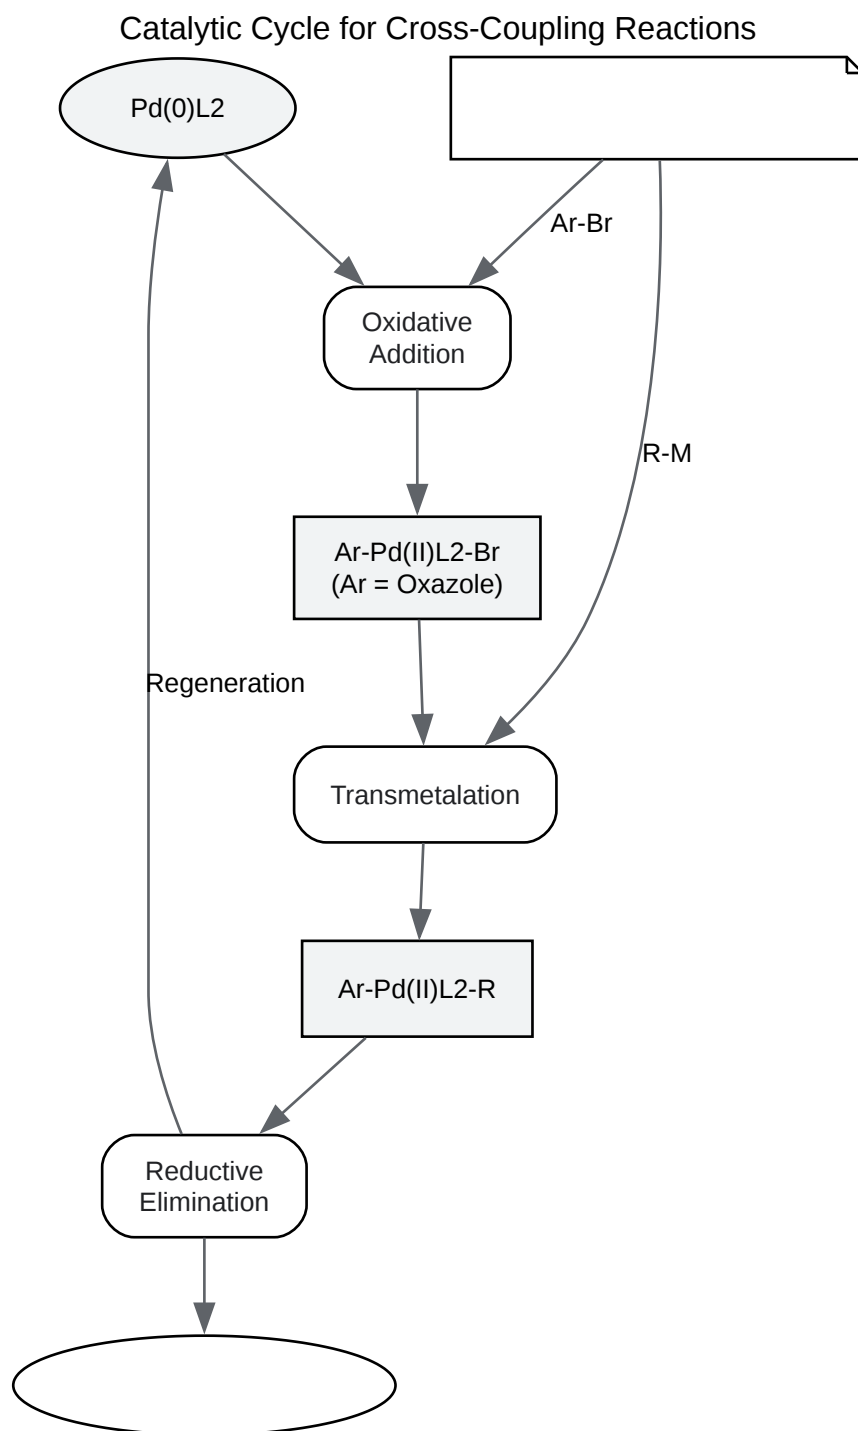 Catalytic Cycle for Cross-Coupling Reactions
Pd(0)L2
Ar-Br
Oxidative
Addition
R-M
Ar-Pd(II)L2-Br
(Ar = Oxazole)
Regeneration
Transmetalation
Ar-Pd(II)L2-R
Reductive
Elimination